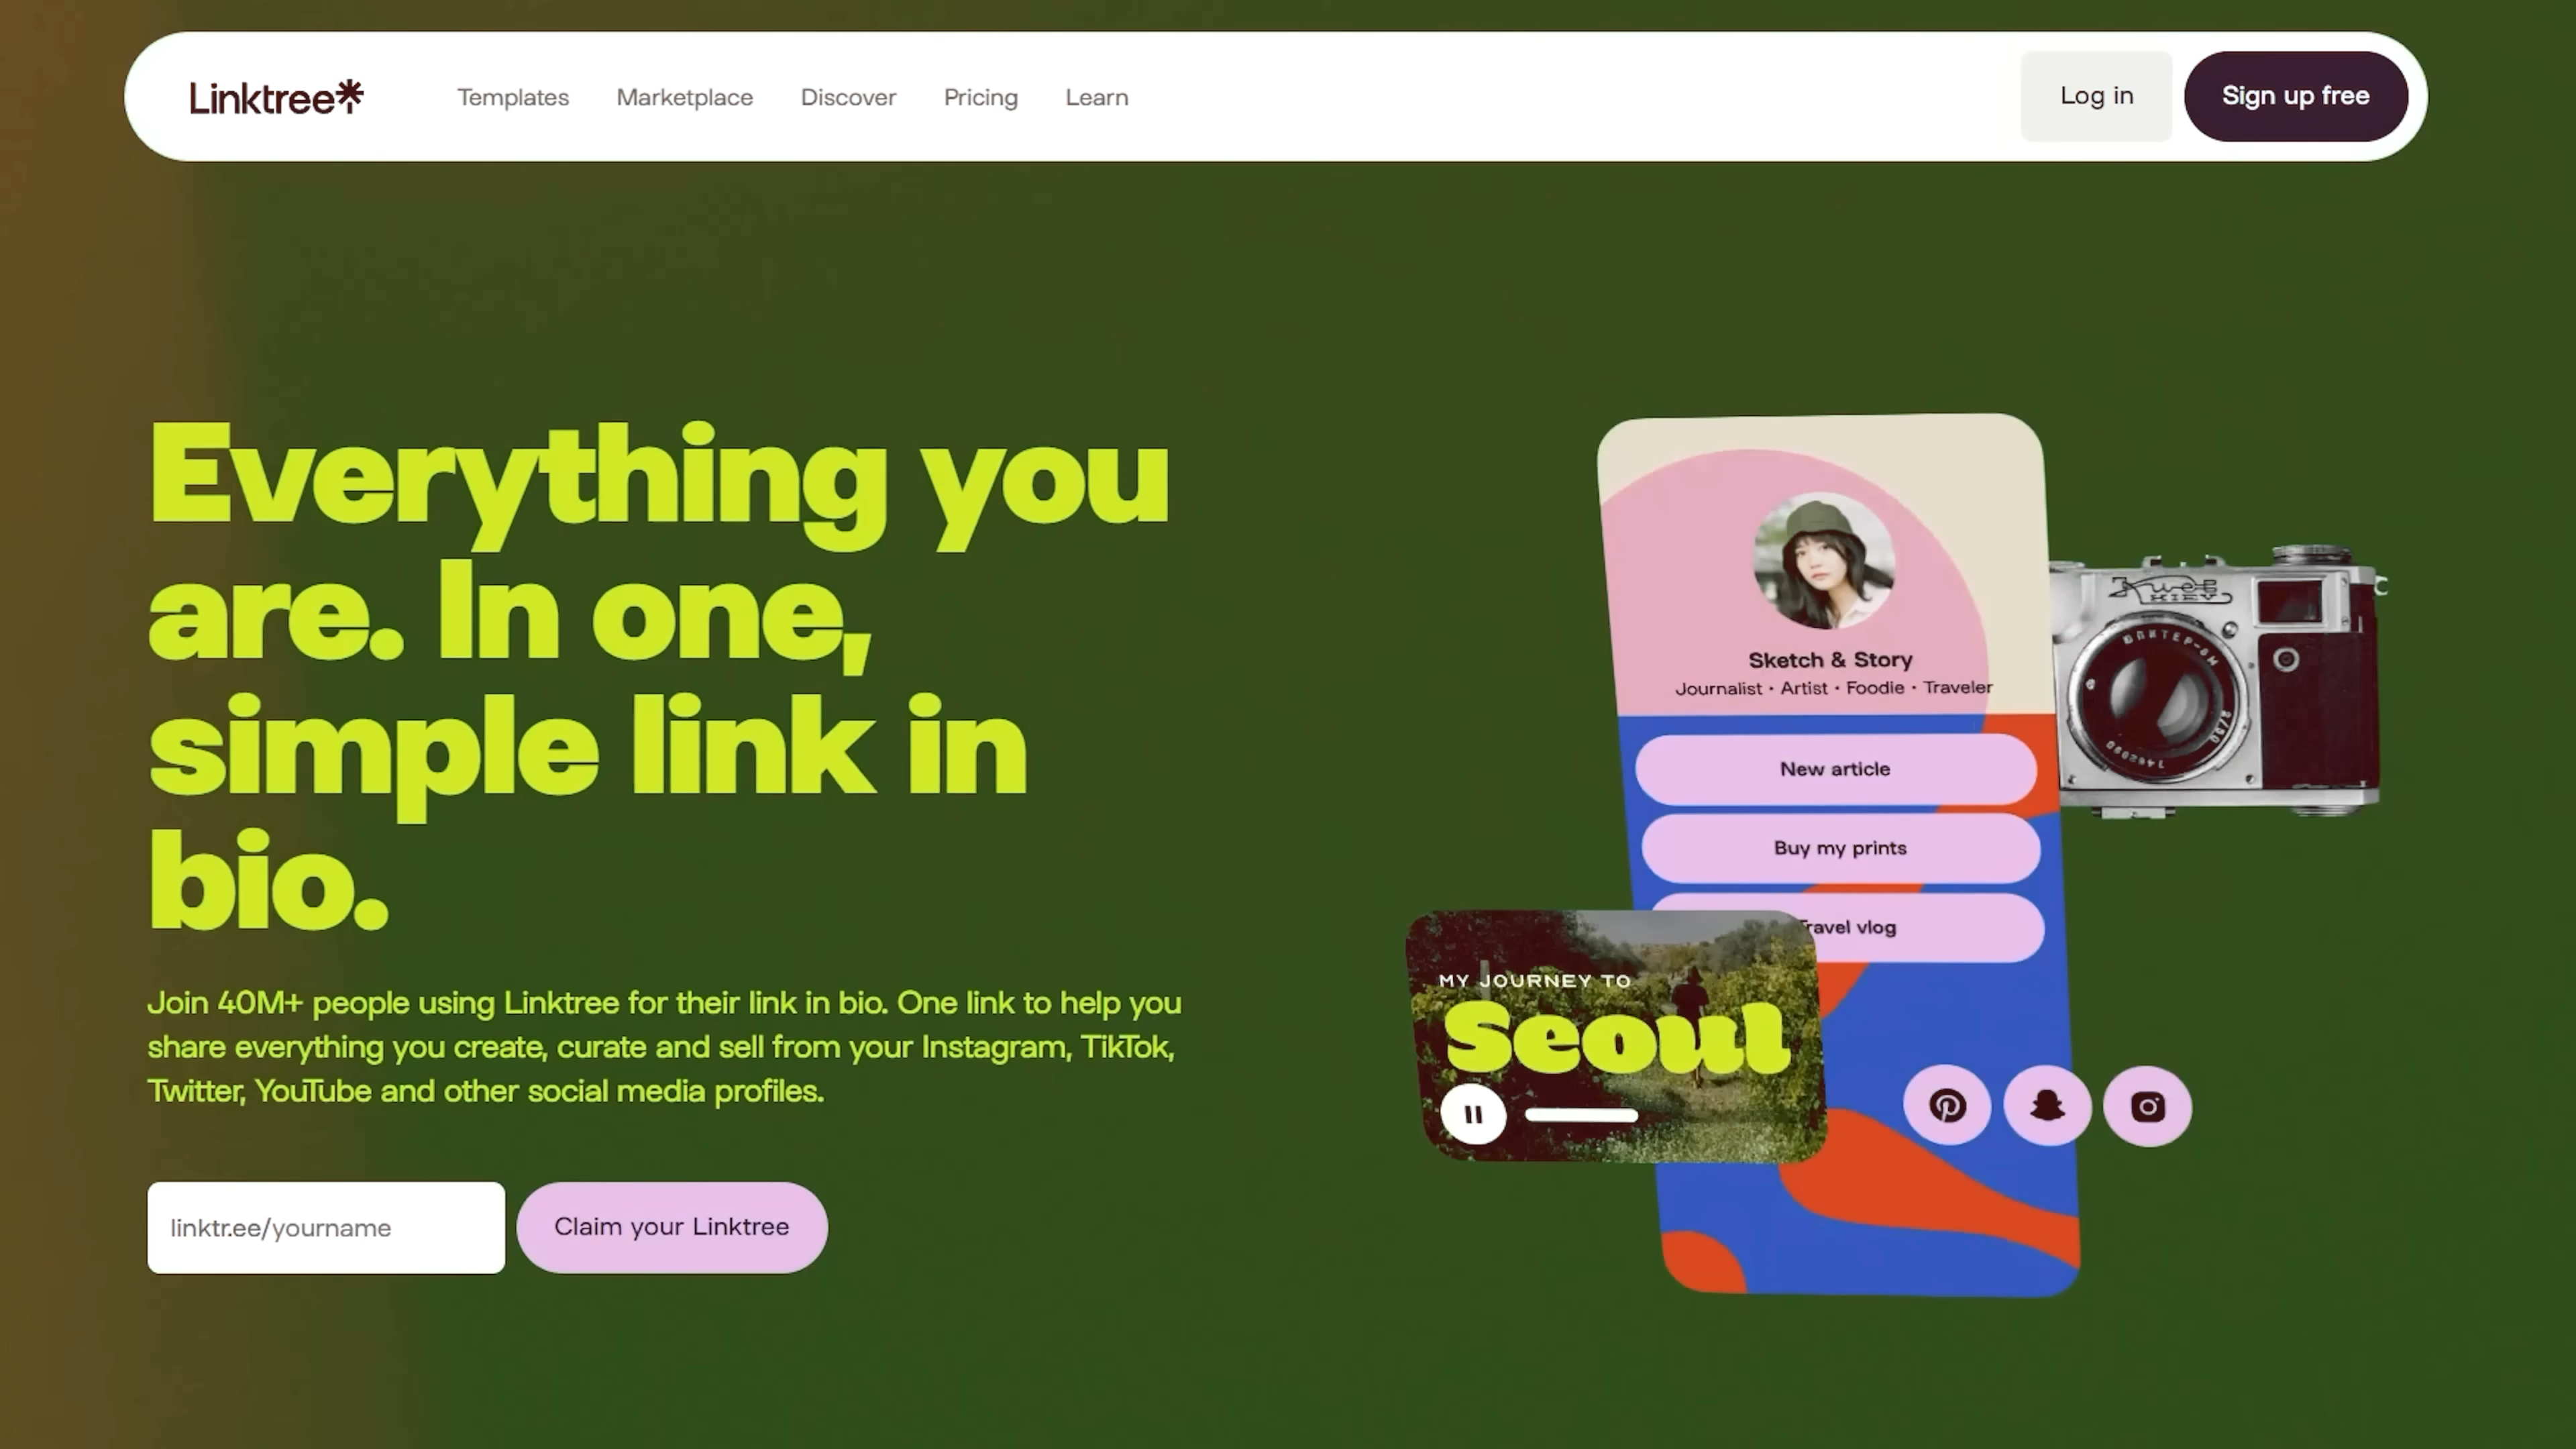 Linktree
Templates
Marketplace
Discover
Pricing
Learn
Log in
Sign up free
Everything you
are. In one,
simple link in
bio.
Join 40M+ people using Linktree for their link in bio. One link to help you
share everything you create, curate and sell from your Instagram, TikTok,
Twitter, YouTube and other social media profiles.
linktr.ee/yourname
Claim your Linktree
Sketch & Story
Journalist · Artist · Foodie · Traveler
New article
Buy my prints
Travel vlog
MY JOURNEY TO
Seoul
ЮПИТЕР-8М